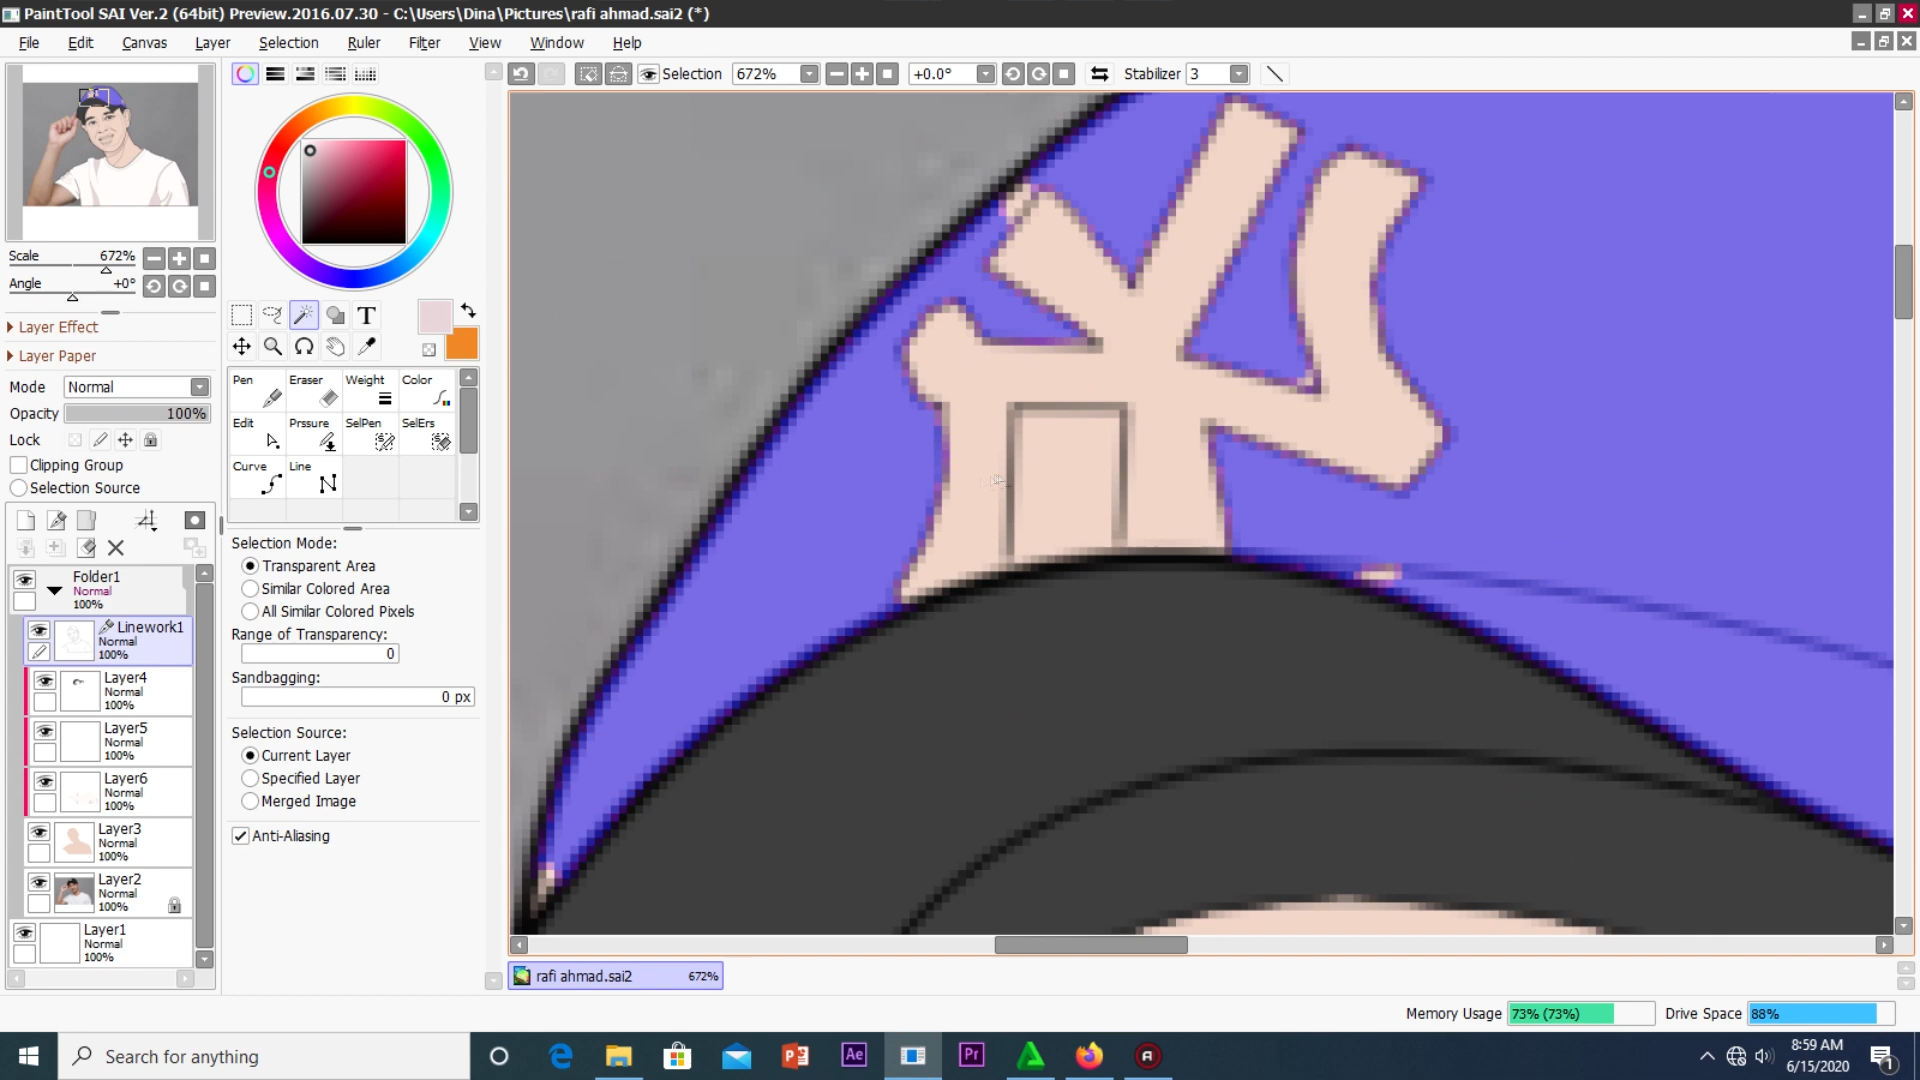 PaintTool SAI Ver.2 (64bit) Preview.2016.07.30 - C:\Users\Dina\Pictures\rafi ahmad.sai2 (*)
File Edit Canvas Layer Selection Ruler Filter View Window Help
Selection 672% +0.0° Stabilizer 3
Scale 672%
Angle +0°
Layer Effect
Layer Paper
Mode Normal
Opacity 100%
Lock
Clipping Group
Selection Source
Folder1
Normal
100%
Linework1
Normal
100%
Layer4
Normal
100%
Layer5
Normal
100%
Layer6
Normal
100%
Layer3
Normal
100%
Layer2
Normal
100%
Layer1
Normal
100%
T
Pen Eraser Weight Color
Edit Prssure SelPen SelErs
Curve Line
Selection Mode:
Transparent Area
Similar Colored Area
All Similar Colored Pixels
Range of Transparency:
0
Sandbagging:
0 px
Selection Source:
Current Layer
Specified Layer
Merged Image
Anti-Aliasing
rafi ahmad.sai2 672%
Memory Usage 73% (73%) Drive Space 88%
Search for anything
Ae
Pr
8:59 AM
6/15/2020
1